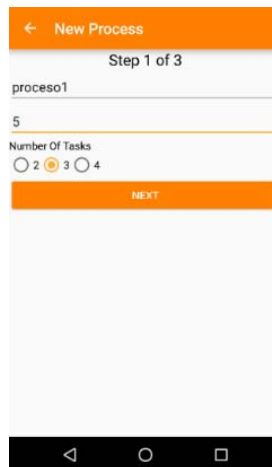 New Process
Step 1 of 3
proceso1
5
Number Of Tasks
2 3 4
NEXT